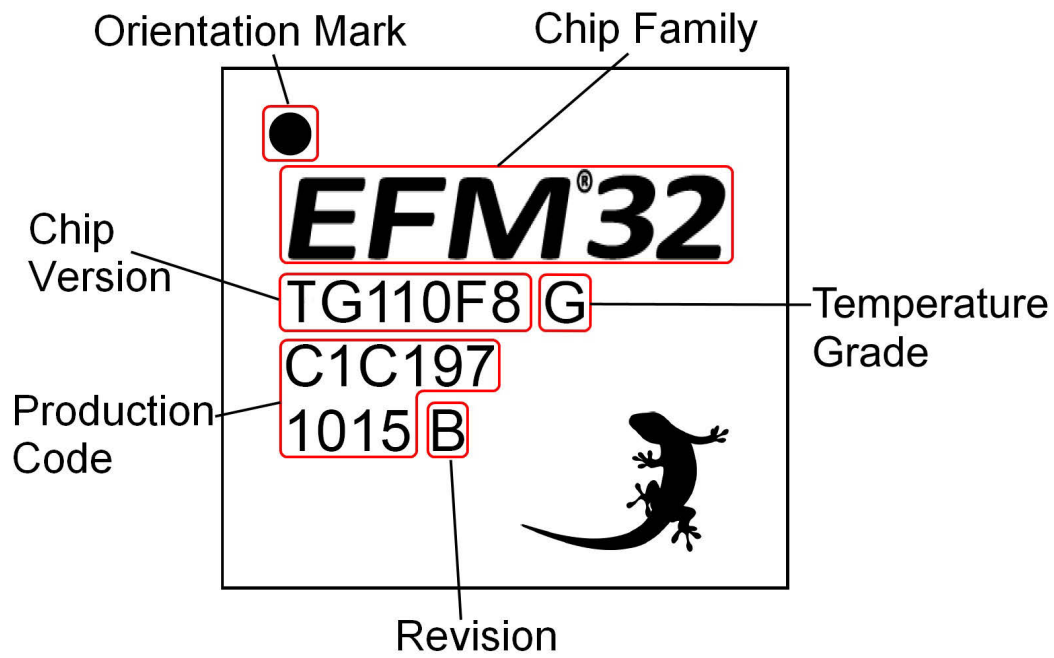 Orientation Mark
Chip Family
EFM®32
Chip
Version
TG110F8 G
Temperature
Grade
C1C197
Production
Code
1015 B
Revision